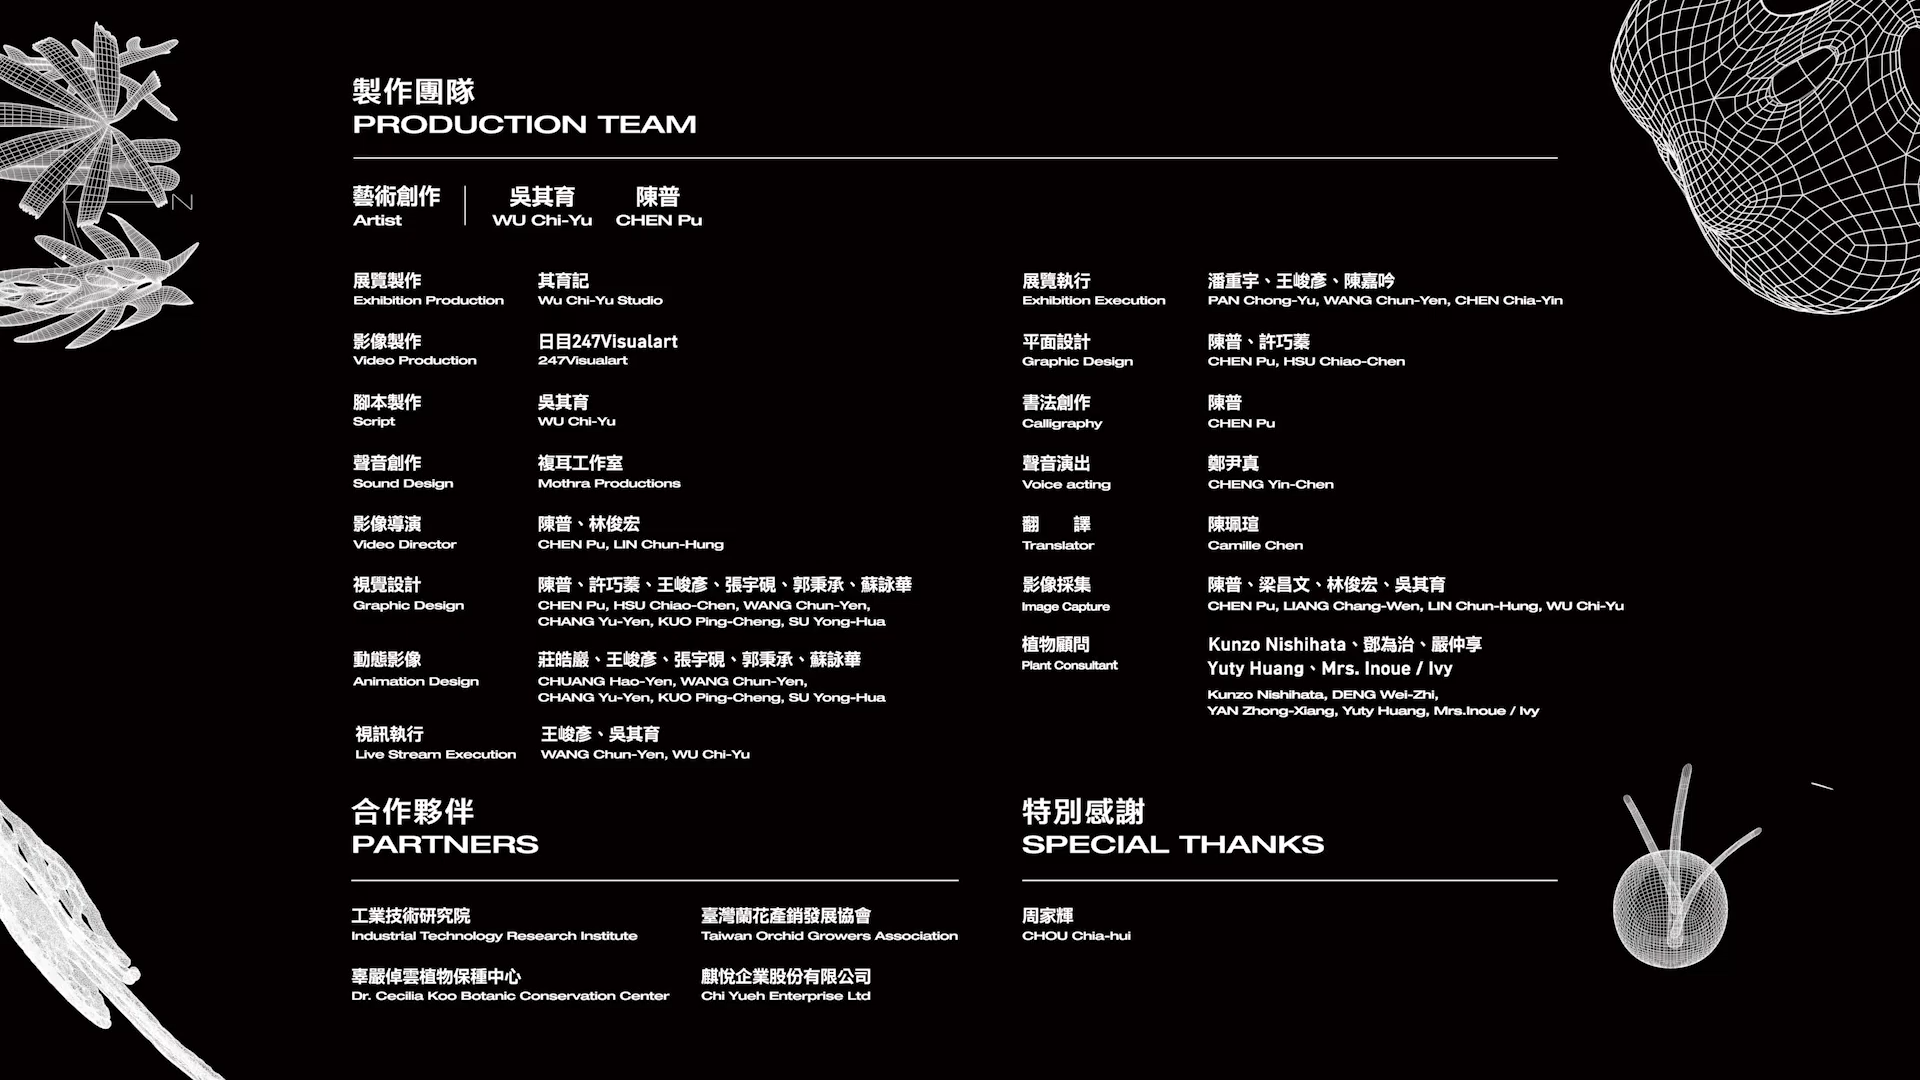 製作團隊
PRODUCTION TEAM
藝術創作
Artist
吳其育 陳普
WU Chi-Yu CHEN Pu
展覽製作 其育記
Exhibition Production Wu Chi-Yu Studio
影像製作 日目247Visualart
Video Production 247Visualart
腳本製作 吳其育
Script WU Chi-Yu
聲音創作 複耳工作室
Sound Design Mothra Productions
影像導演 陳普、林俊宏
Video Director CHEN Pu, LIN Chun-Hung
視覺設計 陳普、許巧蓁、王峻彥、張宇硯、郭秉承、蘇詠華
Graphic Design CHEN Pu, HSU Chiao-Chen, WANG Chun-Yen,
CHANG Yu-Yen, KUO Ping-Cheng, SU Yong-Hua
動態影像 莊皓巖、王峻彥、張宇硯、郭秉承、蘇詠華
Animation Design CHUANG Hao-Yen, WANG Chun-Yen,
CHANG Yu-Yen, KUO Ping-Cheng, SU Yong-Hua
視訊執行 王峻彥、吳其育
Live Stream Execution WANG Chun-Yen, WU Chi-Yu
展覽執行 潘重宇、王峻彥、陳嘉吟
Exhibition Execution PAN Chong-Yu, WANG Chun-Yen, CHEN Chia-Yin
平面設計 陳普、許巧蓁
Graphic Design CHEN Pu, HSU Chiao-Chen
書法創作 陳普
Calligraphy CHEN Pu
聲音演出 鄭尹真
Voice acting CHENG Yin-Chen
翻　譯 陳珮瑄
Translator Camille Chen
影像採集 陳普、梁昌文、林俊宏、吳其育
Image Capture CHEN Pu, LIANG Chang-Wen, LIN Chun-Hung, WU Chi-Yu
植物顧問 Kunzo Nishihata、鄧為治、嚴仲享
Plant Consultant Yuty Huang、Mrs. Inoue / Ivy
Kunzo Nishihata, DENG Wei-Zhi,
YAN Zhong-Xiang, Yuty Huang, Mrs.Inoue / Ivy
合作夥伴
PARTNERS
工業技術研究院 臺灣蘭花產銷發展協會
Industrial Technology Research Institute Taiwan Orchid Growers Association
辜嚴倬雲植物保種中心 麒悅企業股份有限公司
Dr. Cecilia Koo Botanic Conservation Center Chi Yueh Enterprise Ltd
特別感謝
SPECIAL THANKS
周家輝
CHOU Chia-hui
N